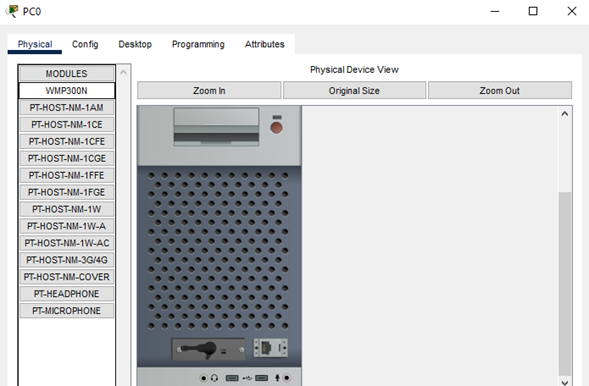 PC0
Physical Config Desktop Programming Attributes
MODULES
WMP300N
PT-HOST-NM-1AM
PT-HOST-NM-1CE
PT-HOST-NM-1CFE
PT-HOST-NM-1CGE
PT-HOST-NM-1FFE
PT-HOST-NM-1FGE
PT-HOST-NM-1W
PT-HOST-NM-1W-A
PT-HOST-NM-1W-AC
PT-HOST-NM-3G/4G
PT-HOST-NM-COVER
PT-HEADPHONE
PT-MICROPHONE
Physical Device View
Zoom In Original Size Zoom Out